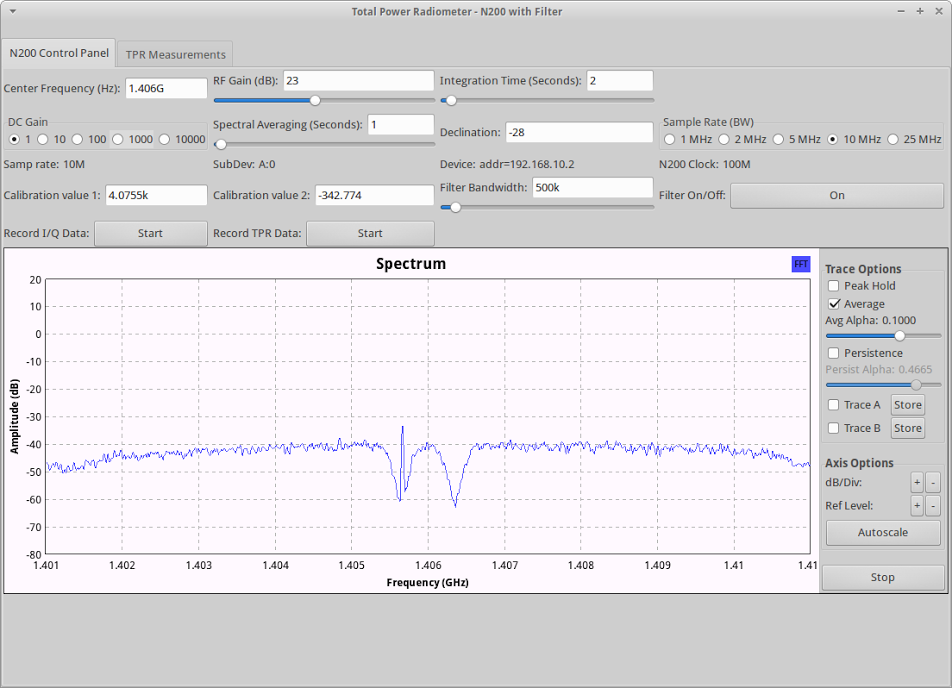 Total Power Radiometer - N200 with Filter
N200 Control Panel TPR Measurements
Center Frequency (Hz): 1.406G RF Gain (dB): 23 Integration Time (Seconds): 2
DC Gain
1 10 100 1000 10000
Spectral Averaging (Seconds): 1
Declination: -28
Sample Rate (BW)
1 MHz 2 MHz 5 MHz 10 MHz 25 MHz
Samp rate: 10M SubDev: A:0 Device: addr=192.168.10.2 N200 Clock: 100M
Calibration value 1: 4.0755k Calibration value 2: -342.774 Filter Bandwidth: 500k Filter On/Off: On
Record I/Q Data: Start Record TPR Data: Start
Spectrum
FFT
Amplitude (dB)
20
10
0
-10
-20
-30
-40
-50
-60
-70
-80
1.401 1.402 1.403 1.404 1.405 1.406 1.407 1.408 1.409 1.41 1.41
Frequency (GHz)
Trace Options
Peak Hold
Average
Avg Alpha: 0.1000
Persistence
Persist Alpha: 0.4665
Trace A Store
Trace B Store
Axis Options
dB/Div: + -
Ref Level: + -
Autoscale
Stop